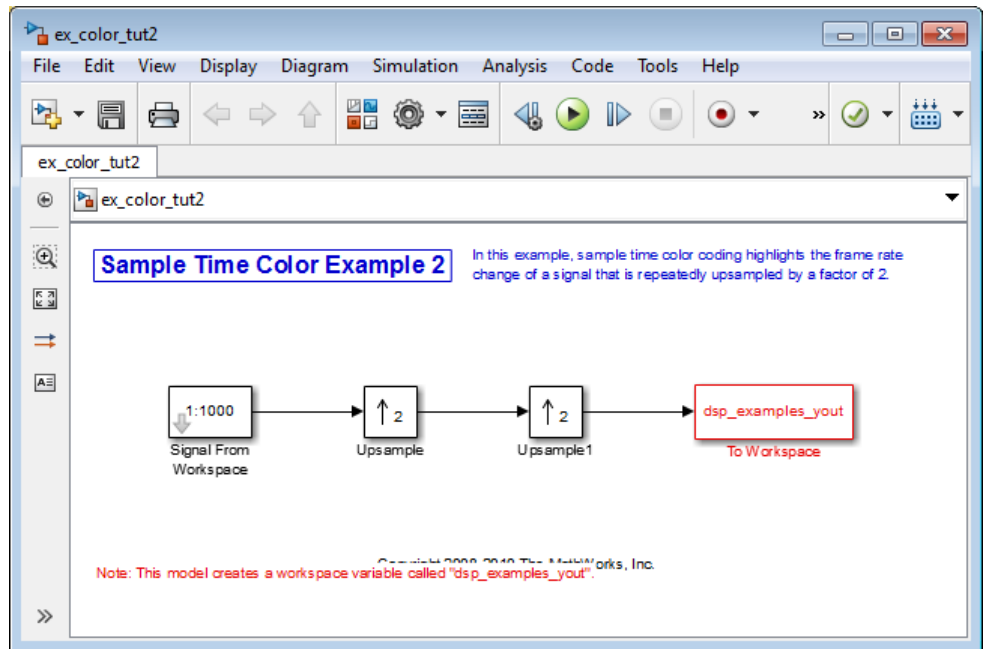 ex_color_tut2
File Edit View Display Diagram Simulation Analysis Code Tools Help
»
ex_color_tut2
ex_color_tut2
Sample Time Color Example 2
In this example, sample time color coding highlights the frame rate
change of a signal that is repeatedly upsampled by a factor of 2.
1:1000
2
2
dsp_examples_yout
Signal From
Workspace
Upsample
Upsample1
To Workspace
The MathWorks, Inc.
Note: This model creates a workspace variable called "dsp_examples_yout".
»